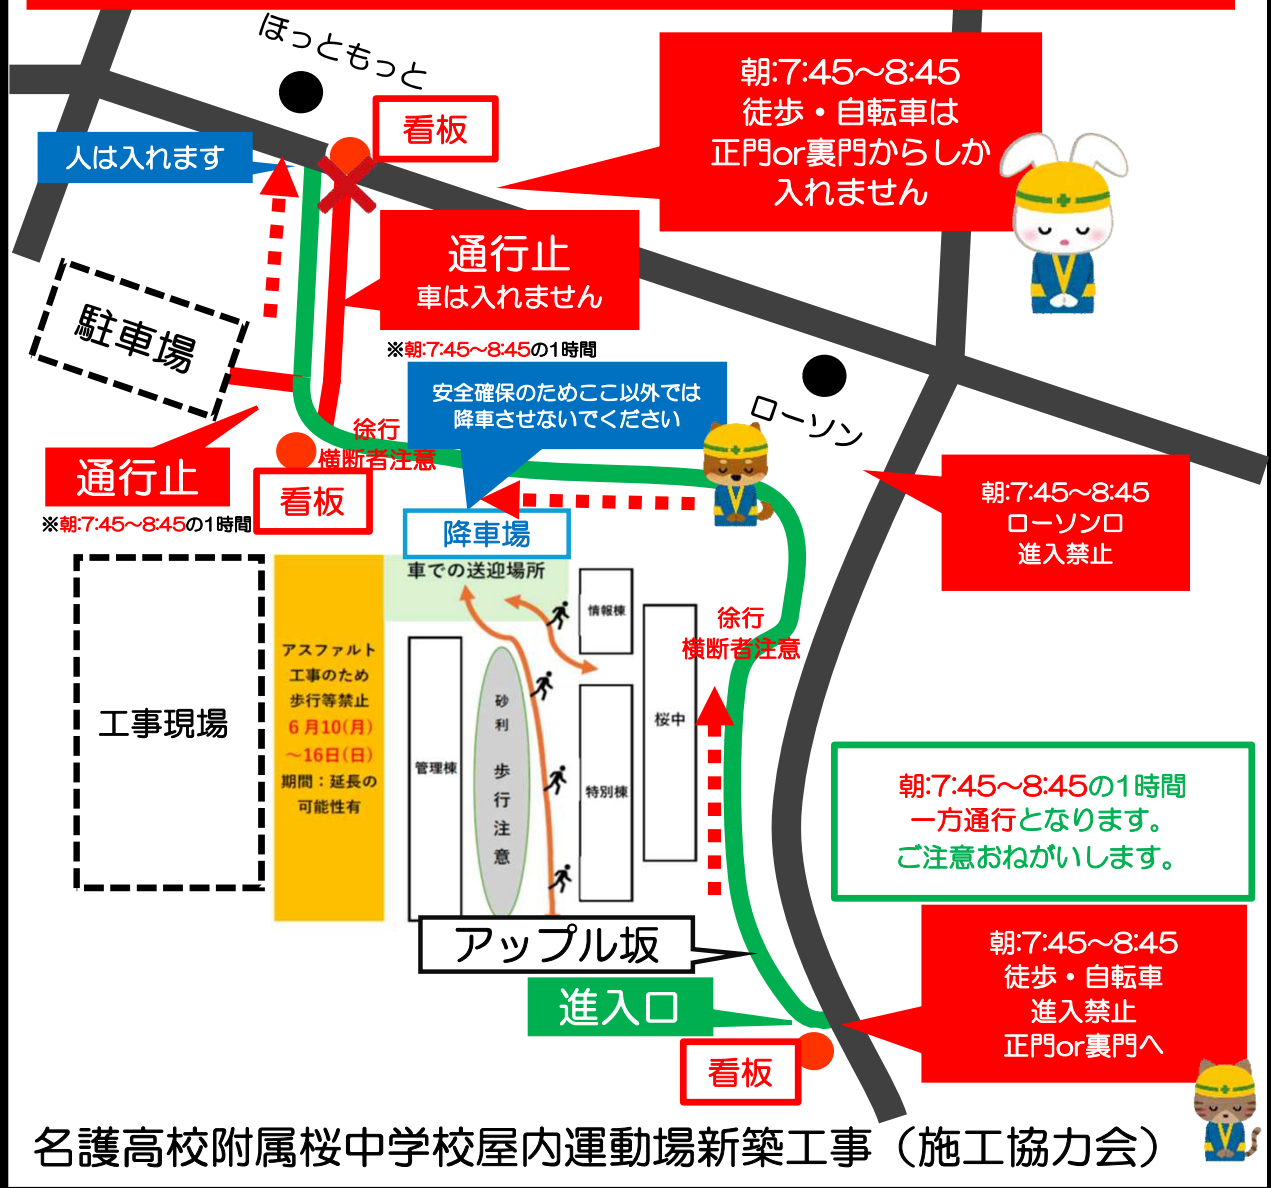 ほっともっと
看板
人は入れます
朝:7:45～8:45
徒歩・自転車は
正門or裏門からしか
入れません
通行止
車は入れません
※朝:7:45～8:45の1時間
駐車場
安全確保のためここ以外では
降車させないでください
ローソン
徐行
横断者注意
通行止
※朝:7:45～8:45の1時間
看板
降車場
車での送迎場所
朝:7:45～8:45
ローソン口
進入禁止
工事現場
アスファルト
工事のため
歩行等禁止
6月10(月)
～16日(日)
期間：延長の
可能性有
管理棟
砂利 歩行注意
情報棟
特別棟
桜中
徐行
横断者注意
朝:7:45～8:45の1時間
一方通行となります。
ご注意おねがいします。
アップル坂
進入口
看板
朝:7:45～8:45
徒歩・自転車
進入禁止
正門or裏門へ
名護高校附属桜中学校屋内運動場新築工事（施工協力会）